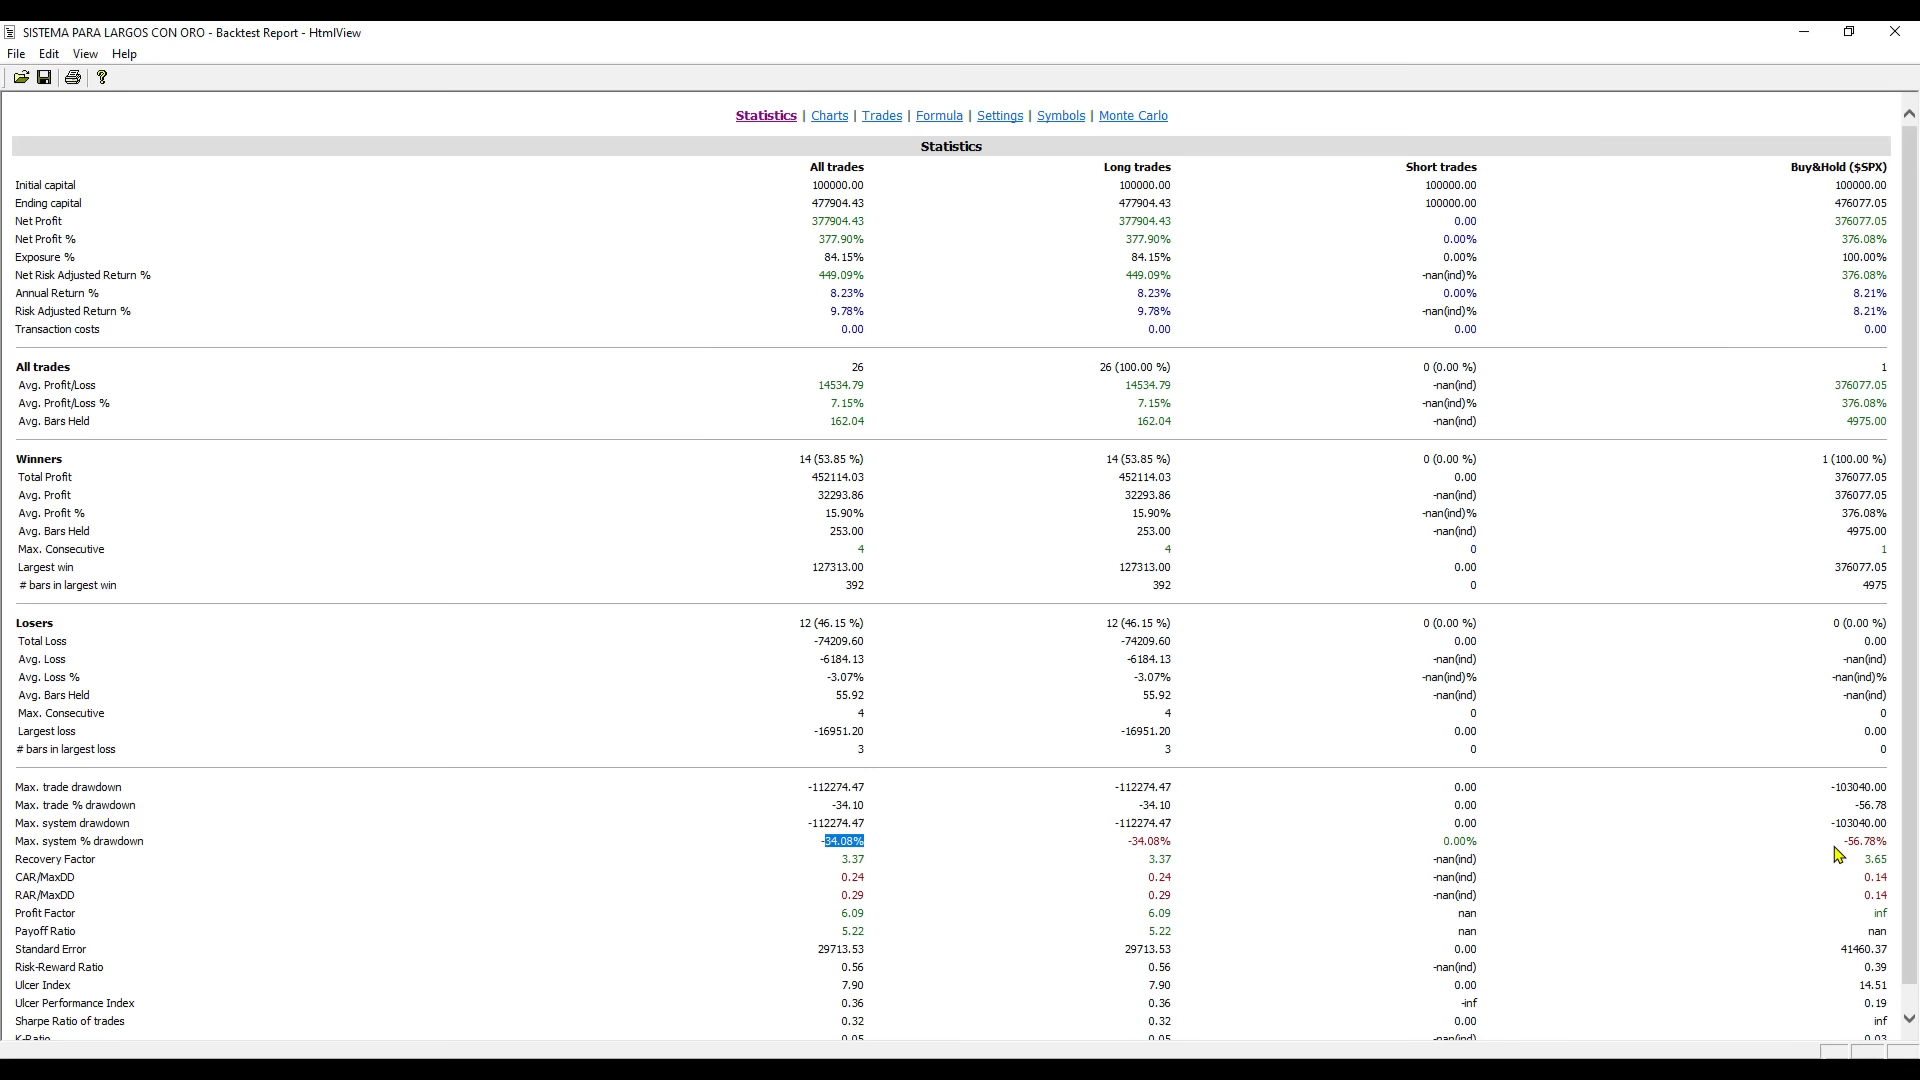 SISTEMA PARA LARGOS CON ORO - Backtest Report - HtmlView
File Edit View Help
Statistics | Charts | Trades | Formula | Settings | Symbols | Monte Carlo
Statistics
All trades Long trades Short trades Buy&Hold ($SPX)
Initial capital 100000.00 100000.00 100000.00 100000.00
Ending capital 477904.43 477904.43 100000.00 476077.05
Net Profit 377904.43 377904.43 0.00 376077.05
Net Profit % 377.90% 377.90% 0.00% 376.08%
Exposure % 84.15% 84.15% 0.00% 100.00%
Net Risk Adjusted Return % 449.09% 449.09% -nan(ind)% 376.08%
Annual Return % 8.23% 8.23% 0.00% 8.21%
Risk Adjusted Return % 9.78% 9.78% -nan(ind)% 8.21%
Transaction costs 0.00 0.00 0.00 0.00
All trades 26 26 (100.00 %) 0 (0.00 %) 1
Avg. Profit/Loss 14534.79 14534.79 -nan(ind) 376077.05
Avg. Profit/Loss % 7.15% 7.15% -nan(ind)% 376.08%
Avg. Bars Held 162.04 162.04 -nan(ind) 4975.00
Winners 14 (53.85 %) 14 (53.85 %) 0 (0.00 %) 1 (100.00 %)
Total Profit 452114.03 452114.03 0.00 376077.05
Avg. Profit 32293.86 32293.86 -nan(ind) 376077.05
Avg. Profit % 15.90% 15.90% -nan(ind)% 376.08%
Avg. Bars Held 253.00 253.00 -nan(ind) 4975.00
Max. Consecutive 4 4 0 1
Largest win 127313.00 127313.00 0.00 376077.05
# bars in largest win 392 392 0 4975
Losers 12 (46.15 %) 12 (46.15 %) 0 (0.00 %) 0 (0.00 %)
Total Loss -74209.60 -74209.60 0.00 0.00
Avg. Loss -6184.13 -6184.13 -nan(ind) -nan(ind)
Avg. Loss % -3.07% -3.07% -nan(ind)% -nan(ind)%
Avg. Bars Held 55.92 55.92 -nan(ind) -nan(ind)
Max. Consecutive 4 4 0 0
Largest loss -16951.20 -16951.20 0.00 0.00
# bars in largest loss 3 3 0 0
Max. trade drawdown -112274.47 -112274.47 0.00 -103040.00
Max. trade % drawdown -34.10 -34.10 0.00 -56.78
Max. system drawdown -112274.47 -112274.47 0.00 -103040.00
Max. system % drawdown -34.08% -34.08% 0.00% -56.78%
Recovery Factor 3.37 3.37 -nan(ind) 3.65
CAR/MaxDD 0.24 0.24 -nan(ind) 0.14
RAR/MaxDD 0.29 0.29 -nan(ind) 0.14
Profit Factor 6.09 6.09 nan inf
Payoff Ratio 5.22 5.22 nan nan
Standard Error 29713.53 29713.53 0.00 41460.37
Risk-Reward Ratio 0.56 0.56 -nan(ind) 0.39
Ulcer Index 7.90 7.90 0.00 14.51
Ulcer Performance Index 0.36 0.36 -inf 0.19
Sharpe Ratio of trades 0.32 0.32 0.00 inf
K-Ratio 0.05 0.05 -nan(ind) 0.03